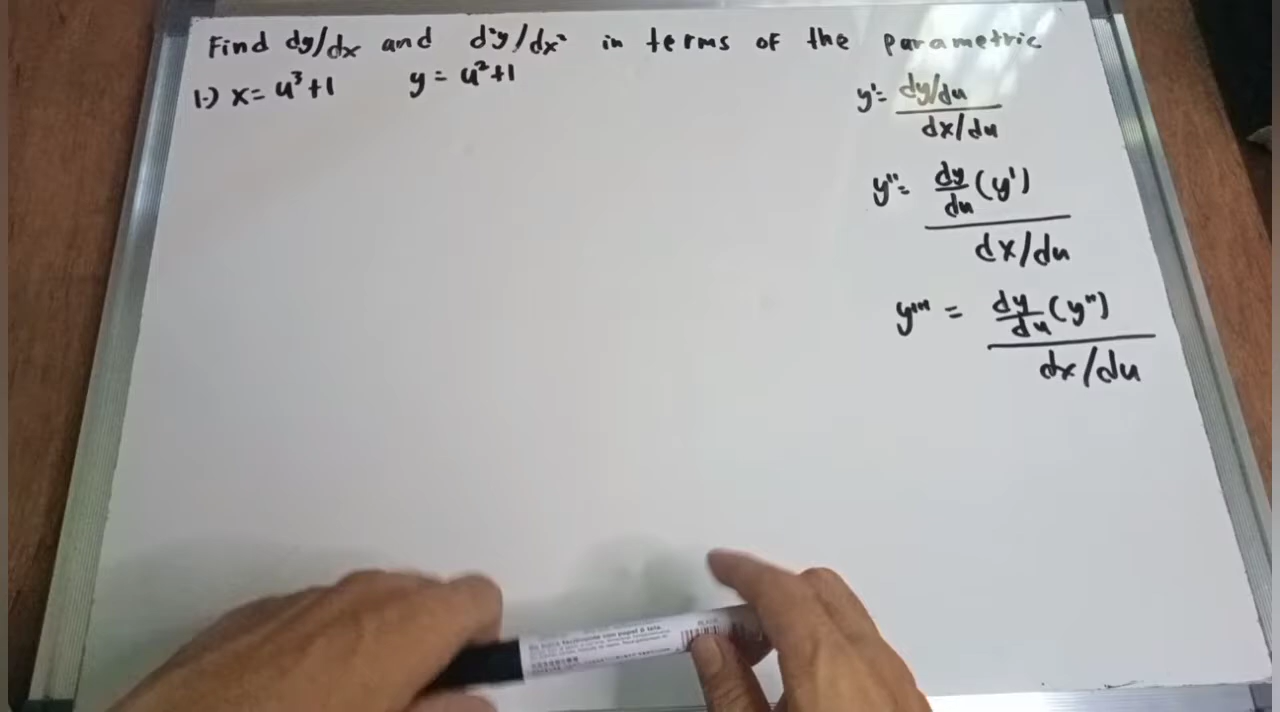 Find dy/dx and d²y/dx² in terms of the parametric
1.) x= u³+1 y= u²+1
y'= dy/du
dx/du
y''= dy/du (y')
dx/du
y''' = dy/du (y'')
dx/du
BLACK